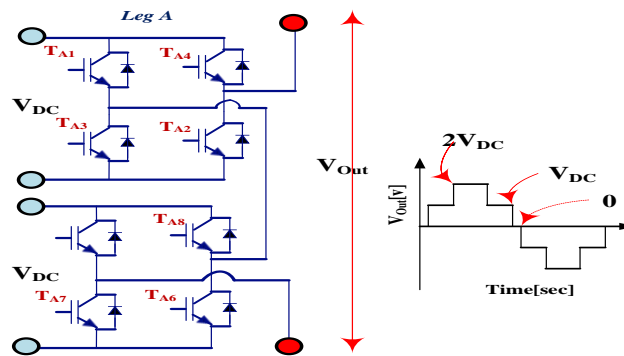 Leg A
TA1
TA4
VDC
TA3
TA2
VOut
2VDC
VDC
0
VOut[v]
Time[sec]
TA8
VDC
TA7
TA6